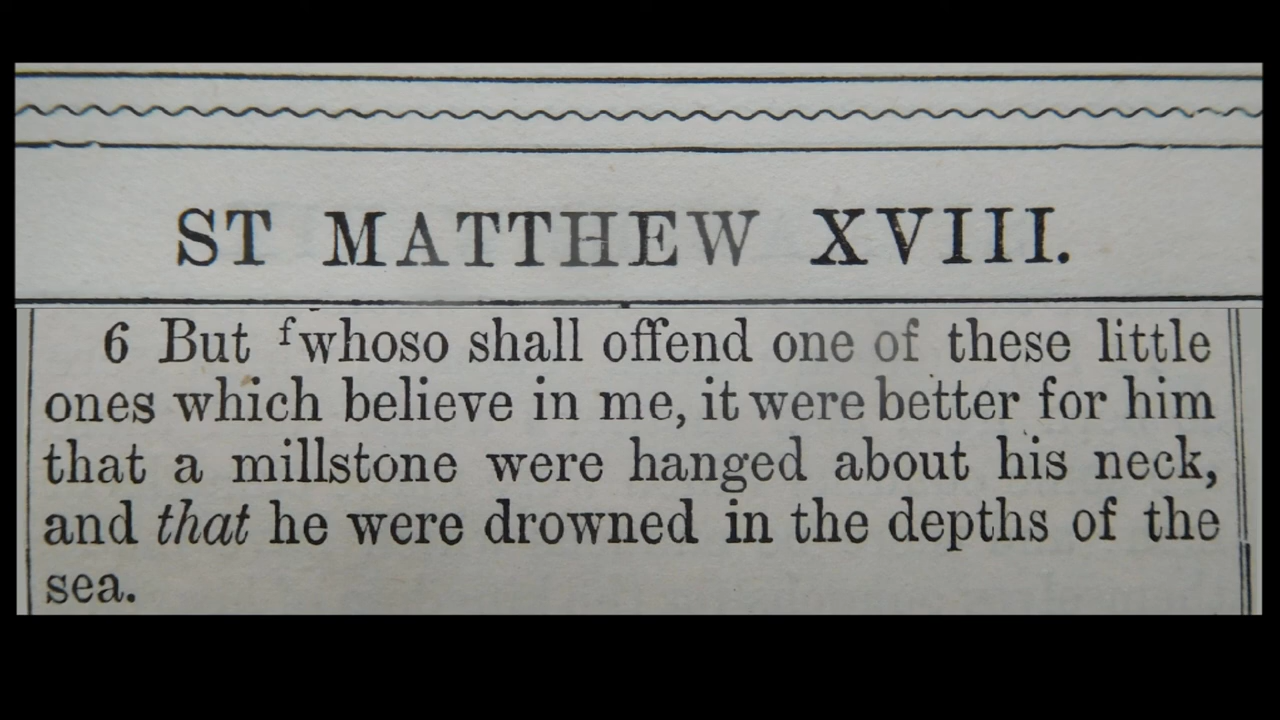 ST MATTHEW XVIII.
6 But ᶠwhoso shall offend one of these little
ones which believe in me, it were better for him
that a millstone were hanged about his neck,
and that he were drowned in the depths of the
sea.